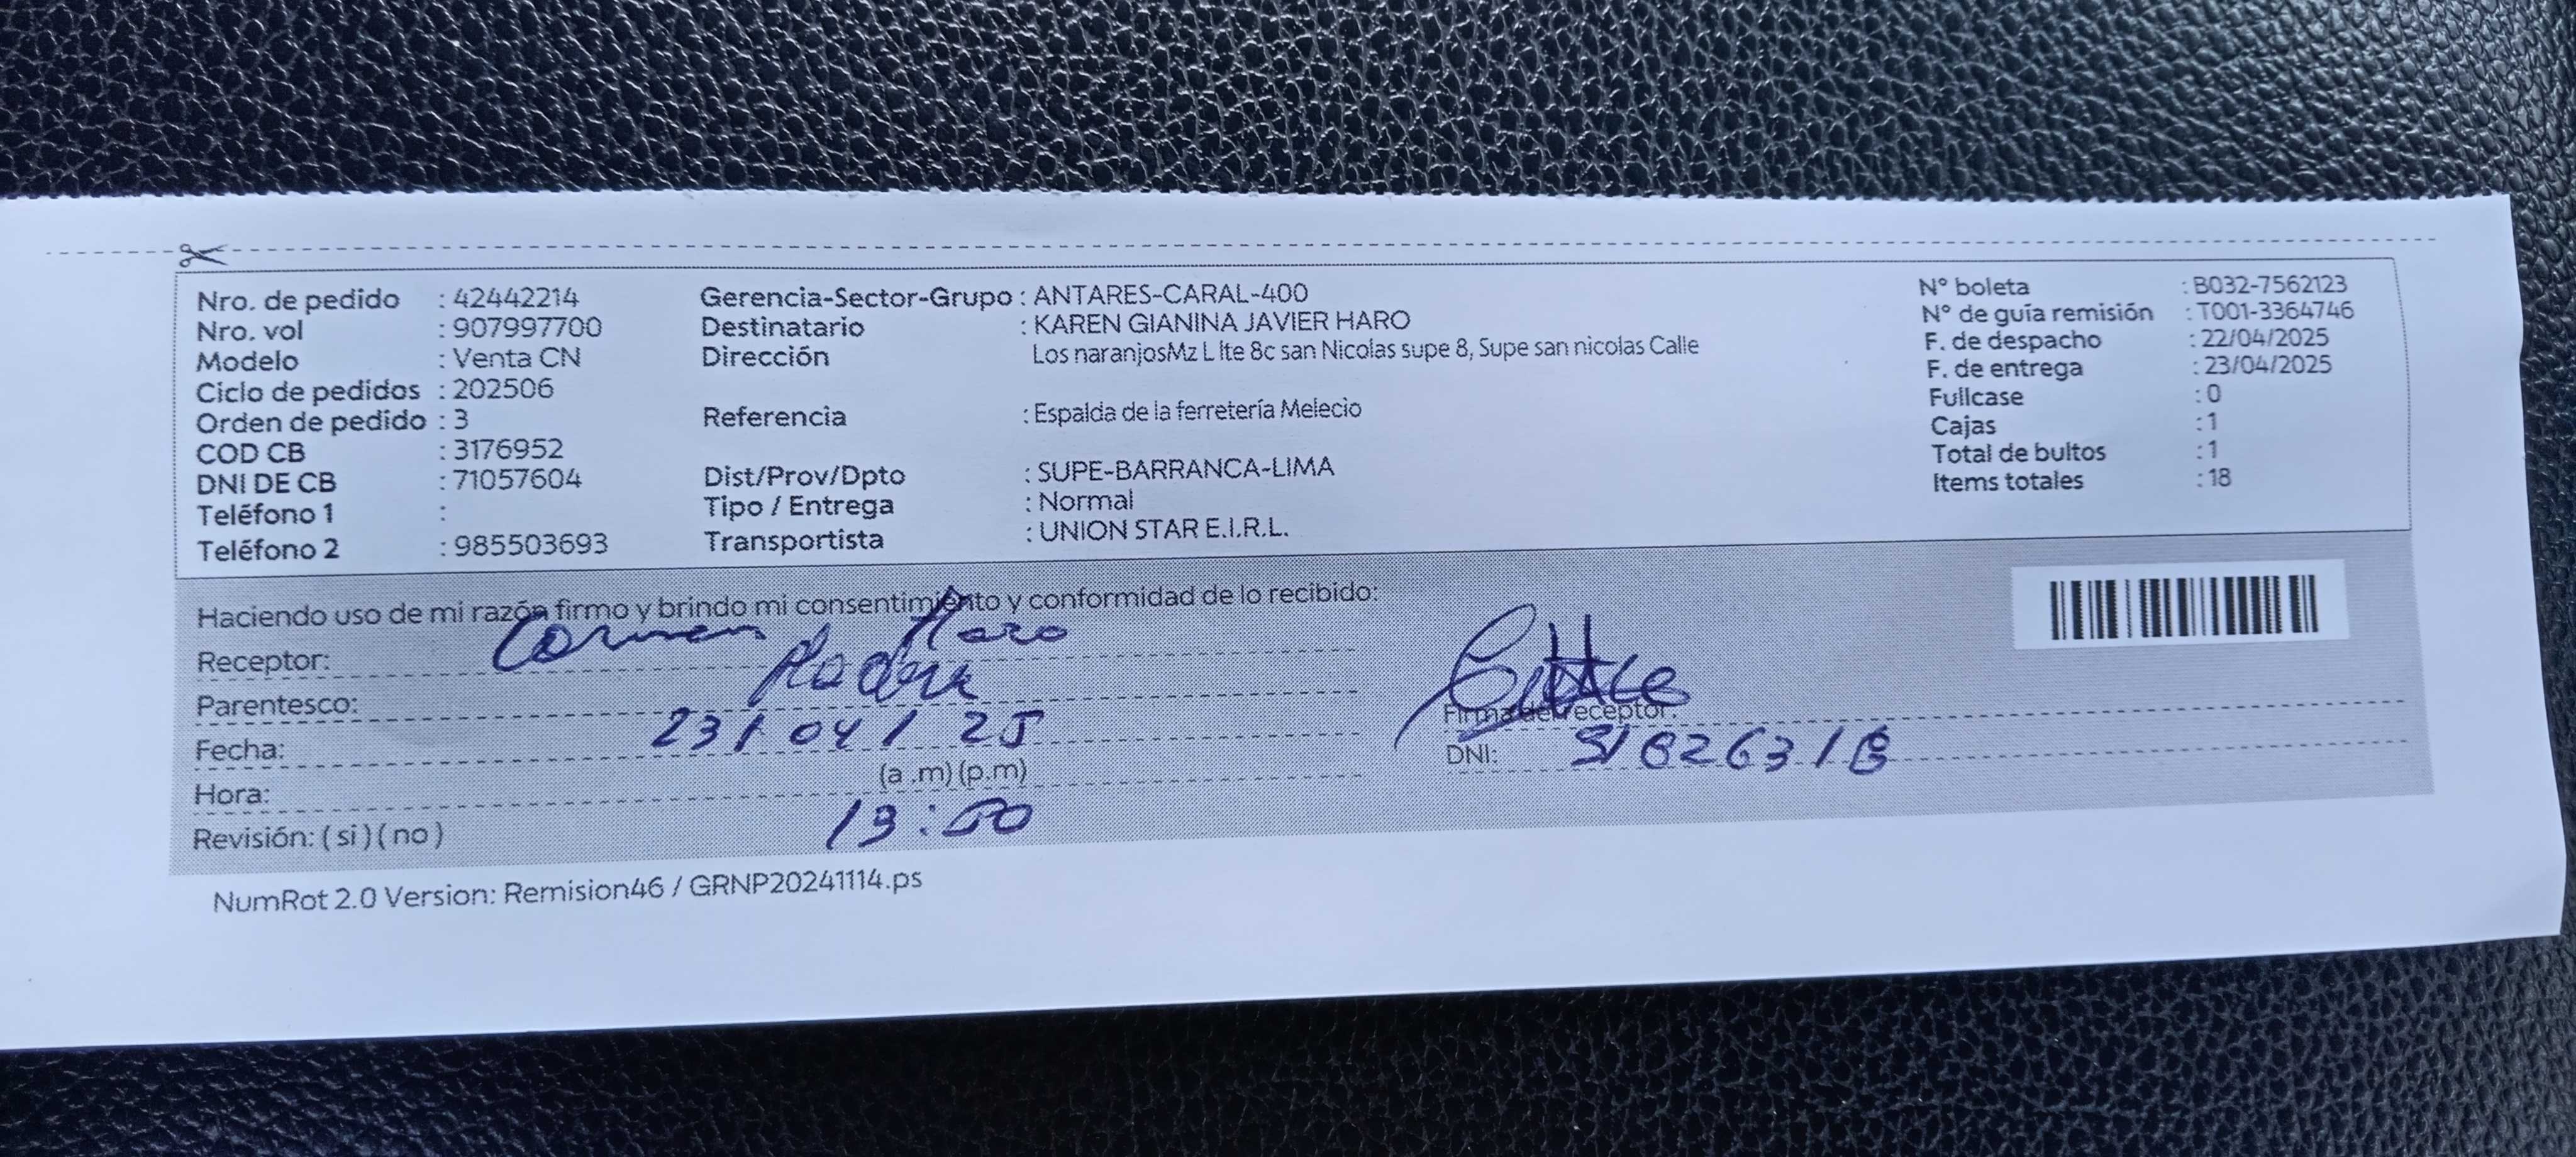 Nro. de pedido : 42442214
Nro. vol : 907997700
Modelo : Venta CN
Ciclo de pedidos : 202506
Orden de pedido : 3
COD CB : 3176952
DNI DE CB : 71057604
Teléfono 1 :
Teléfono 2 : 985503693
Gerencia-Sector-Grupo : ANTARES-CARAL-400
Destinatario : KAREN GIANINA JAVIER HARO
Dirección Los naranjosMz L lte 8c san Nicolas supe 8, Supe san nicolas Calle
Referencia : Espalda de la ferretería Melecio
Dist/Prov/Dpto : SUPE-BARRANCA-LIMA
Tipo / Entrega : Normal
Transportista : UNION STAR E.I.R.L.
N° boleta : B032-7562123
N° de guía remisión : T001-3364746
F. de despacho : 22/04/2025
F. de entrega : 23/04/2025
Fullcase : 0
Cajas : 1
Total de bultos : 1
Items totales : 18
Haciendo uso de mi razón firmo y brindo mi consentimiento y conformidad de lo recibido:
Receptor: Carmen Haro
Parentesco:
Fecha: 23/04/25
(a .m) (p.m)
Hora:
13:50
Revisión: ( si ) ( no )
Firma del receptor:
DNI:
NumRot 2.0 Version: Remision46 / GRNP20241114.ps